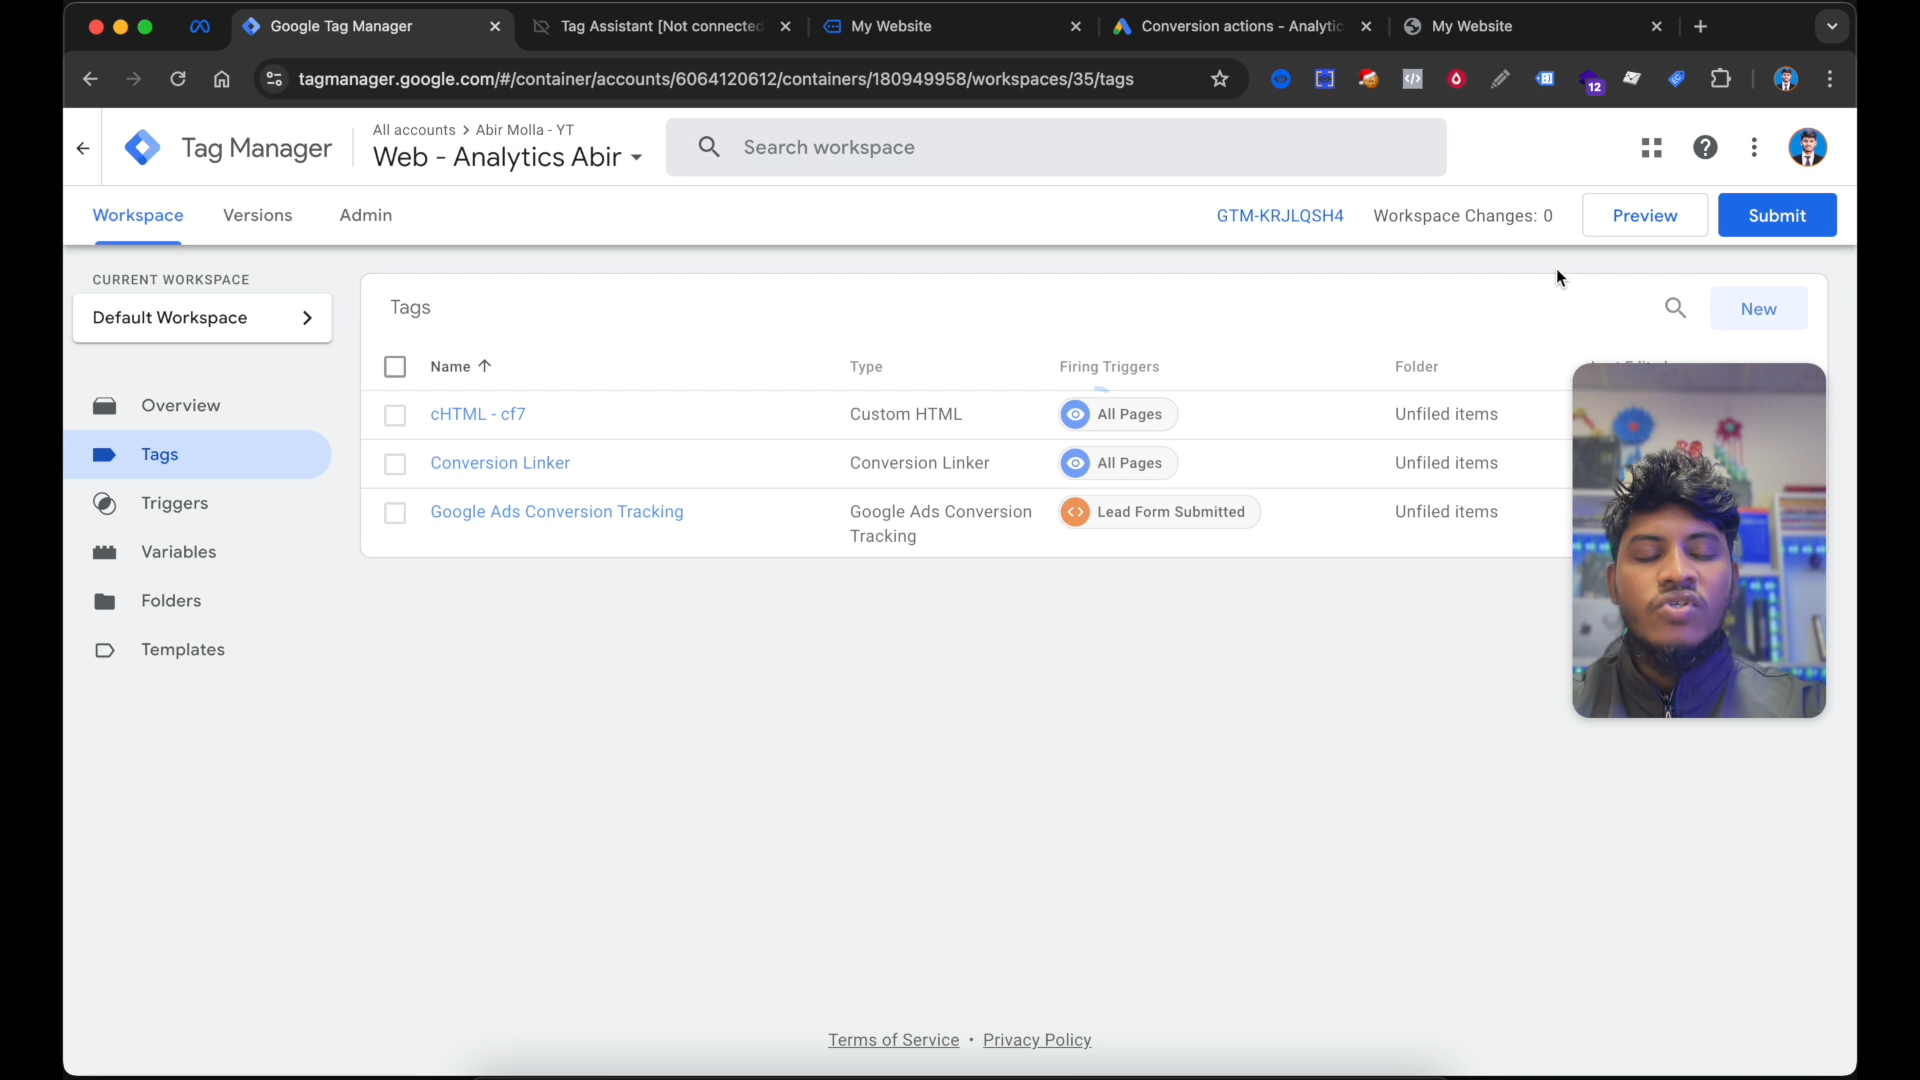 Google Tag Manager
Tag Assistant [Not connected
My Website
Conversion actions - Analytic
My Website
tagmanager.google.com/#/container/accounts/6064120612/containers/180949958/workspaces/35/tags
12
Tag Manager
All accounts > Abir Molla - YT
Web - Analytics Abir
Search workspace
Workspace
Versions
Admin
GTM-KRJLQSH4
Workspace Changes: 0
Preview
Submit
CURRENT WORKSPACE
Default Workspace
Overview
Tags
Triggers
Variables
Folders
Templates
Tags
New
Name
Type
Firing Triggers
Folder
cHTML - cf7
Custom HTML
All Pages
Unfiled items
Conversion Linker
Conversion Linker
All Pages
Unfiled items
Google Ads Conversion Tracking
Google Ads Conversion
Tracking
Lead Form Submitted
Unfiled items
Terms of Service • Privacy Policy